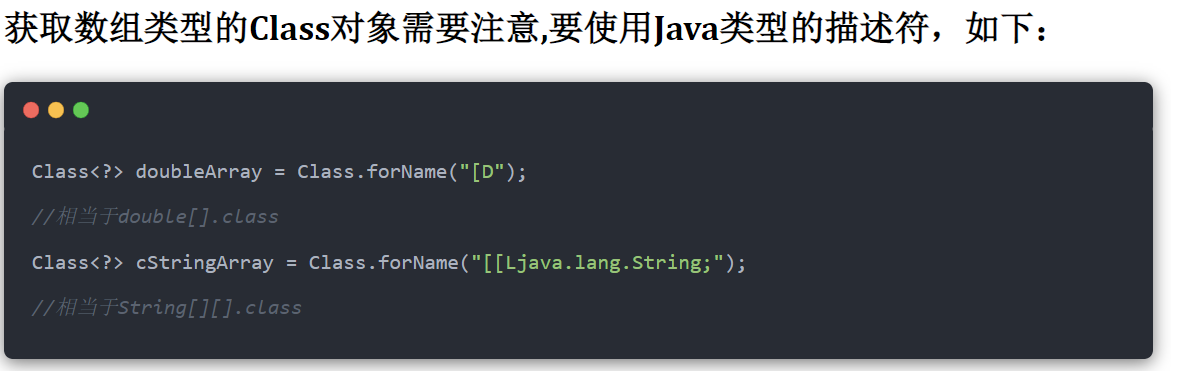 获取数组类型的Class对象需要注意,要使用Java类型的描述符，如下：
Class<?> doubleArray = Class.forName("[D");
//相当于double[].class
Class<?> cStringArray = Class.forName("[[Ljava.lang.String;");
//相当于String[][].class